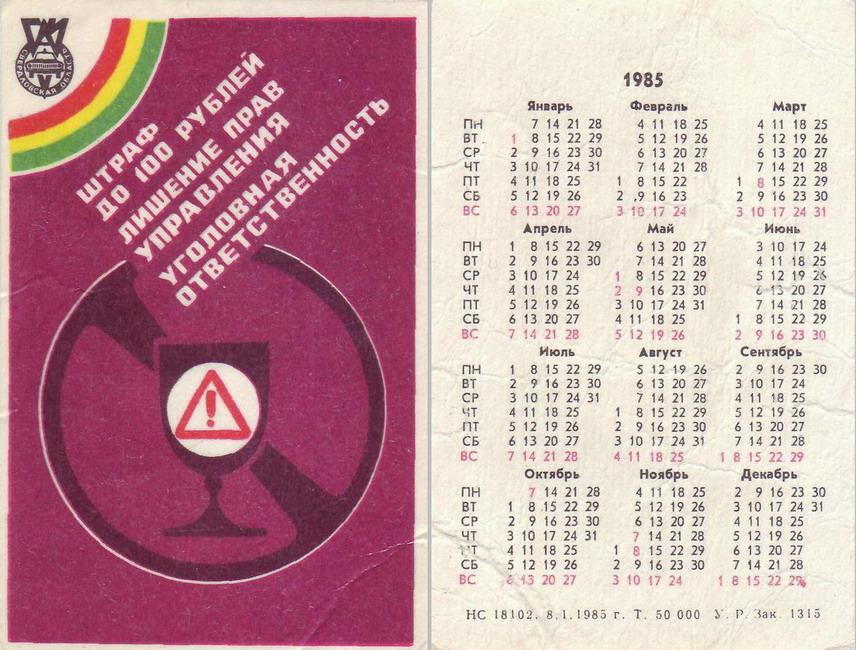 СВЕРДЛОВСКАЯ ОБЛАСТЬ
ШТРАФ
ДО 100 РУБЛЕЙ
ЛИШЕНИЕ ПРАВ
УПРАВЛЕНИЯ
УГОЛОВНАЯ
ОТВЕТСТВЕННОСТЬ
1985
Январь Февраль Март
ПН 7 14 21 28 4 11 18 25 4 11 18 25
ВТ 1 8 15 22 29 5 12 19 26 5 12 19 26
СР 2 9 16 23 30 6 13 20 27 6 13 20 27
ЧТ 3 10 17 24 31 7 14 21 28 7 14 21 28
ПТ 4 11 18 25 1 8 15 22 1 8 15 22 29
СБ 5 12 19 26 2 9 16 23 2 9 16 23 30
ВС 6 13 20 27 3 10 17 24 3 10 17 24 31
Апрель Май Июнь
ПН 1 8 15 22 29 6 13 20 27 3 10 17 24
ВТ 2 9 16 23 30 7 14 21 28 4 11 18 25
СР 3 10 17 24 1 8 15 22 29 5 12 19 26
ЧТ 4 11 18 25 2 9 16 23 30 6 13 20 27
ПТ 5 12 19 26 3 10 17 24 31 7 14 21 28
СБ 6 13 20 27 4 11 18 25 1 8 15 22 29
ВС 7 14 21 28 5 12 19 26 2 9 16 23 30
Июль Август Сентябрь
ПН 1 8 15 22 29 5 12 19 26 2 9 16 23 30
ВТ 2 9 16 23 30 6 13 20 27 3 10 17 24
СР 3 10 17 24 31 7 14 21 28 4 11 18 25
ЧТ 4 11 18 25 1 8 15 22 29 5 12 19 26
ПТ 5 12 19 26 2 9 16 23 30 6 13 20 27
СБ 6 13 20 27 3 10 17 24 31 7 14 21 28
ВС 7 14 21 28 4 11 18 25 1 8 15 22 29
Октябрь Ноябрь Декабрь
ПН 7 14 21 28 4 11 18 25 2 9 16 23 30
ВТ 1 8 15 22 29 5 12 19 26 3 10 17 24 31
СР 2 9 16 23 30 6 13 20 27 4 11 18 25
ЧТ 3 10 17 24 31 7 14 21 28 5 12 19 26
ПТ 4 11 18 25 1 8 15 22 29 6 13 20 27
СБ 5 12 19 26 2 9 16 23 30 7 14 21 28
ВС 6 13 20 27 3 10 17 24 1 8 15 22 29
НС 18102. 8.1.1985 г. Т. 50 000 У. Р. Зак. 1315